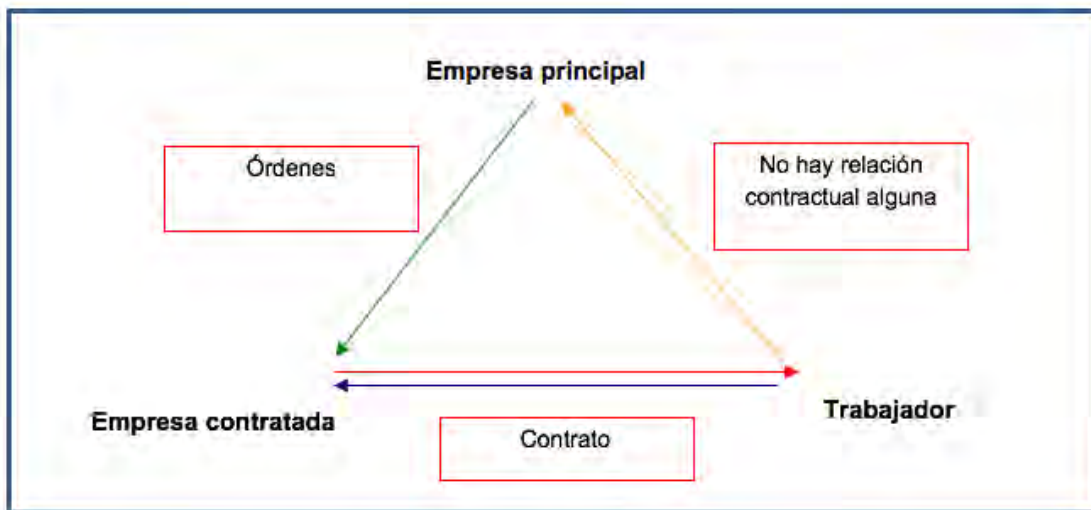 Empresa principal
Órdenes
No hay relación
contractual alguna
Empresa contratada
Trabajador
Contrato